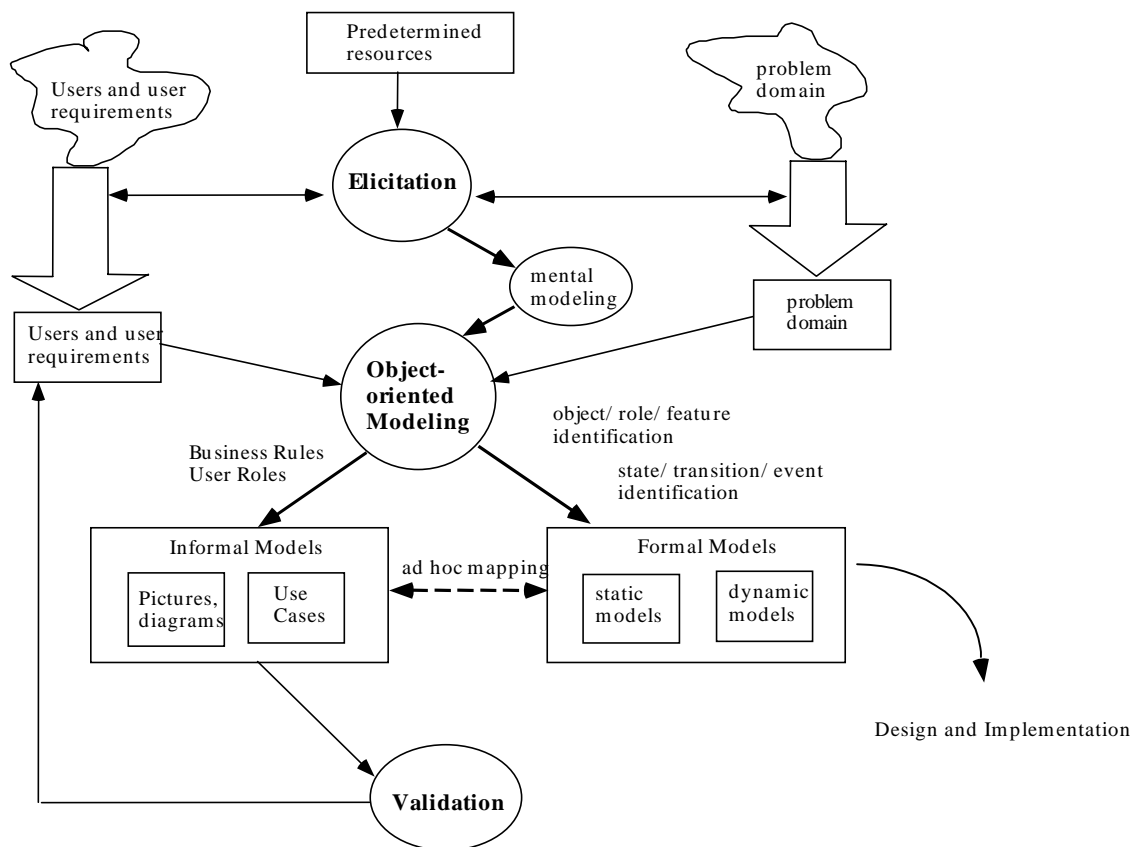 Predetermined
resources
Users and user
requirements
problem
domain
Elicitation
mental
modeling
Users and user
requirements
problem
domain
Object-
oriented
Modeling
object/ role/ feature
identification
Business Rules
User Roles
state/ transition/ event
identification
Informal Models
Pictures,
diagrams
Use
Cases
ad hoc mapping
Formal Models
static
models
dynamic
models
Design and Implementation
Validation